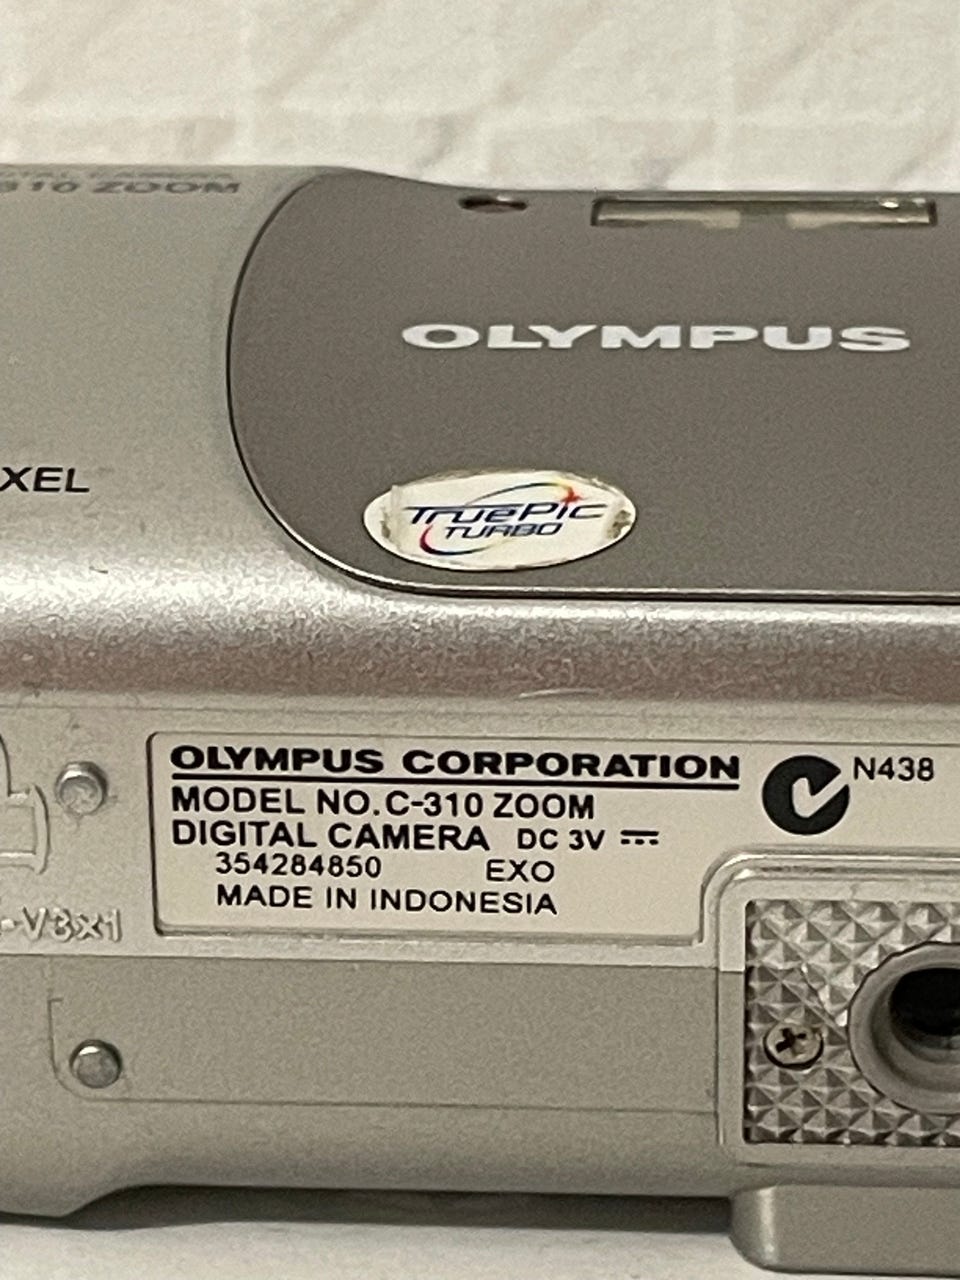 310 ZOOM
OLYMPUS
XEL
TruePic
TURBO
OLYMPUS CORPORATION
N438
MODEL NO. C-310 ZOOM
DIGITAL CAMERA DC 3V
354284850 EXO
MADE IN INDONESIA
-V3x1